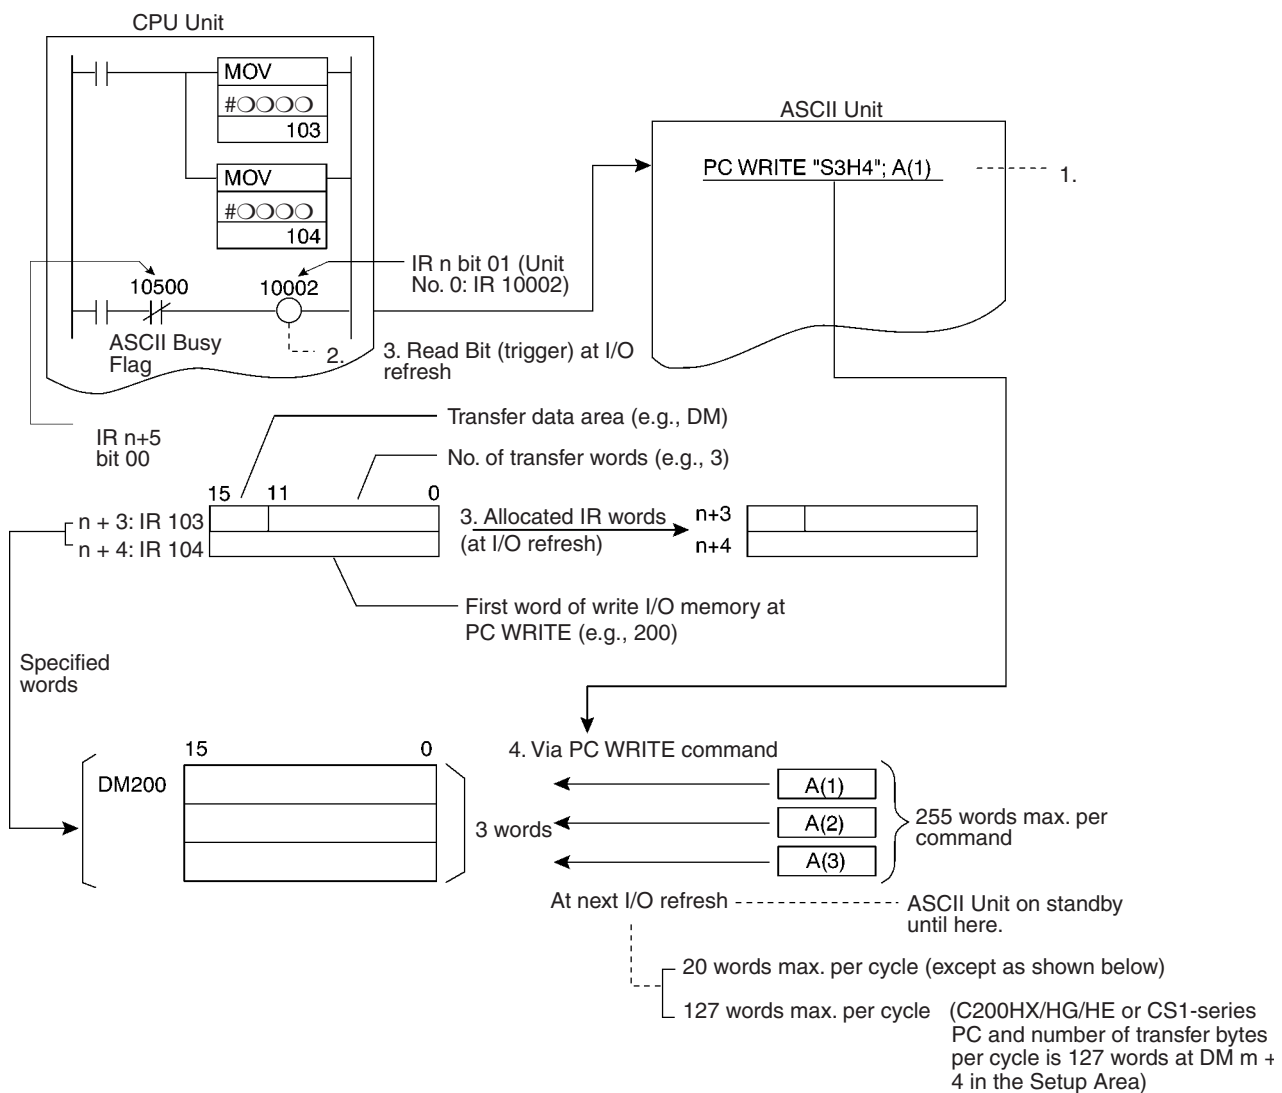 CPU Unit
MOV
#○○○○
103
MOV
#○○○○
104
10500
10002
ASCII Busy
Flag
2.
IR n bit 01 (Unit
No. 0: IR 10002)
ASCII Unit
PC WRITE "S3H4"; A(1)
1.
3. Read Bit (trigger) at I/O
refresh
IR n+5
bit 00
Transfer data area (e.g., DM)
No. of transfer words (e.g., 3)
15 11 0
n + 3: IR 103
n + 4: IR 104
3. Allocated IR words
(at I/O refresh)
n+3
n+4
First word of write I/O memory at
PC WRITE (e.g., 200)
Specified
words
15 0
DM200
3 words
4. Via PC WRITE command
A(1)
A(2)
A(3)
255 words max. per
command
At next I/O refresh
ASCII Unit on standby
until here.
20 words max. per cycle (except as shown below)
127 words max. per cycle (C200HX/HG/HE or CS1-series
PC and number of transfer bytes
per cycle is 127 words at DM m +
4 in the Setup Area)